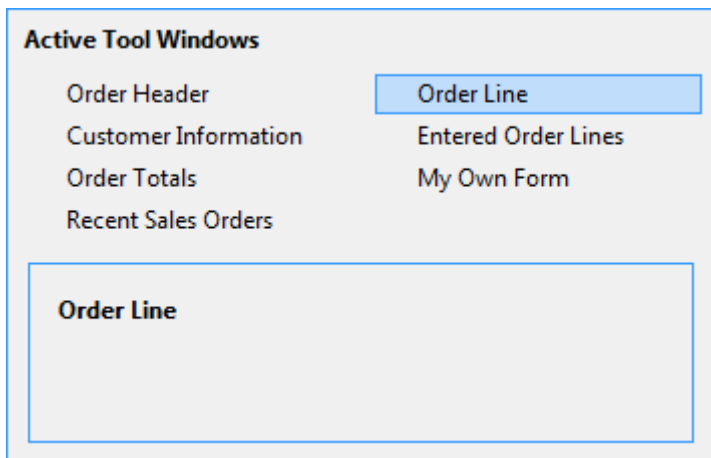 Active Tool Windows
Order Header
Order Line
Customer Information
Entered Order Lines
Order Totals
My Own Form
Recent Sales Orders
Order Line